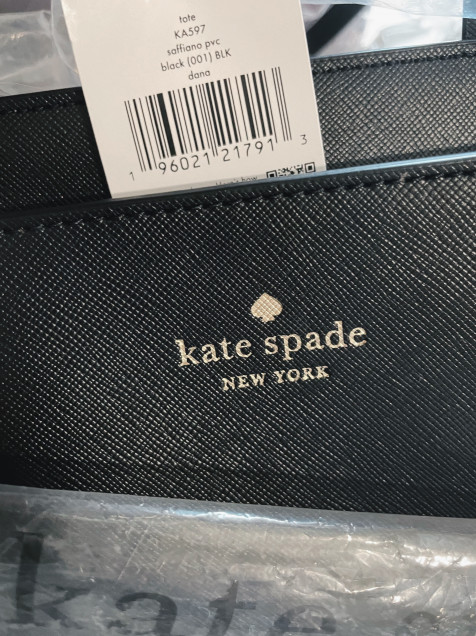 tote
KA597
saffiano pvc
black (001) BLK
dana
1 96021 21791 3
kate spade
NEW YORK
kate